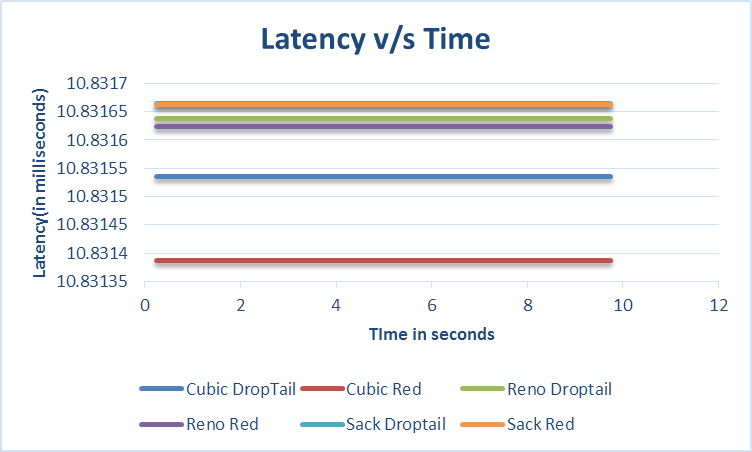 Latency v/s Time
Latency(in milliseconds)
10.8317
10.83165
10.8316
10.83155
10.8315
10.83145
10.8314
10.83135
0 2 4 6 8 10 12
TIme in seconds
Cubic DropTail Cubic Red Reno Droptail
Reno Red Sack Droptail Sack Red